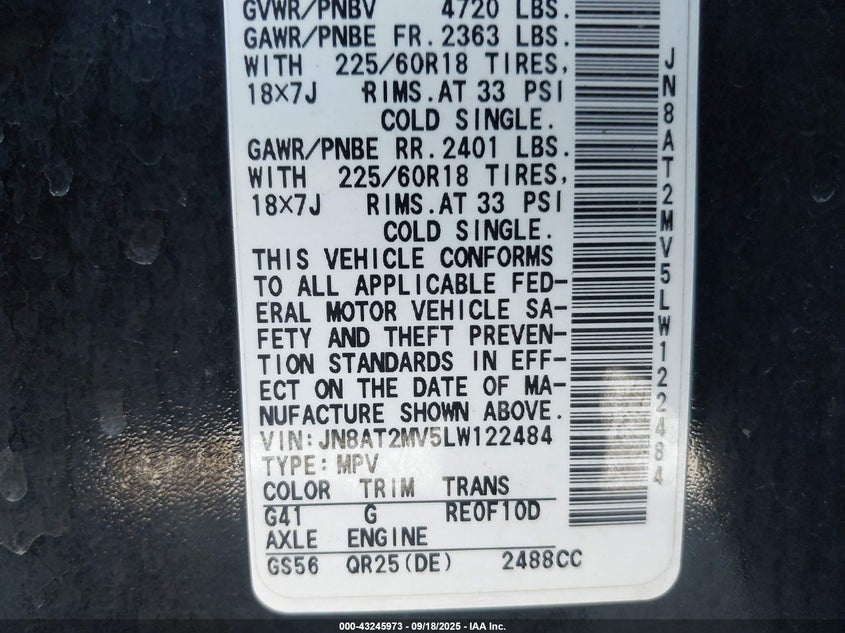 GVWR/PNBV 4720 LBS.
GAWR/PNBE FR. 2363 LBS.
WITH 225/60R18 TIRES,
18×7J RIMS. AT 33 PSI
COLD SINGLE.
GAWR/PNBE RR. 2401 LBS.
WITH 225/60R18 TIRES,
18×7J RIMS. AT 33 PSI
COLD SINGLE.
THIS VEHICLE CONFORMS
TO ALL APPLICABLE FED-
ERAL MOTOR VEHICLE SA-
FETY AND THEFT PREVEN-
TION STANDARDS IN EFF-
ECT ON THE DATE OF MA-
NUFACTURE SHOWN ABOVE.
VIN: JN8AT2MV5LW122484
TYPE: MPV
COLOR TRIM TRANS
G41 G RE0F10D
AXLE ENGINE
GS56 QR25(DE) 2488CC
JN8AT2MV5LW122484
000-43245973 - 09/18/2025 - IAA Inc.